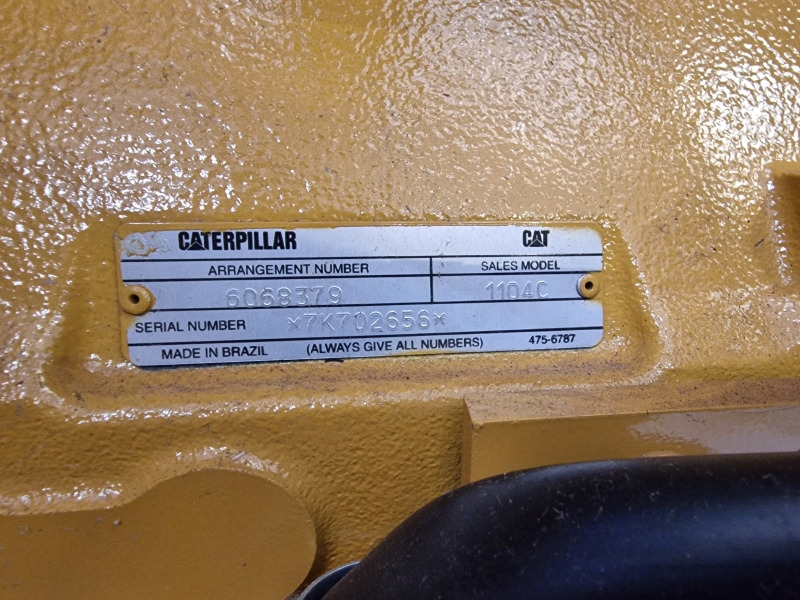 CATERPILLAR CAT
ARRANGEMENT NUMBER SALES MODEL
6068379 1104C
SERIAL NUMBER *7K702656*
MADE IN BRAZIL (ALWAYS GIVE ALL NUMBERS) 475-6787